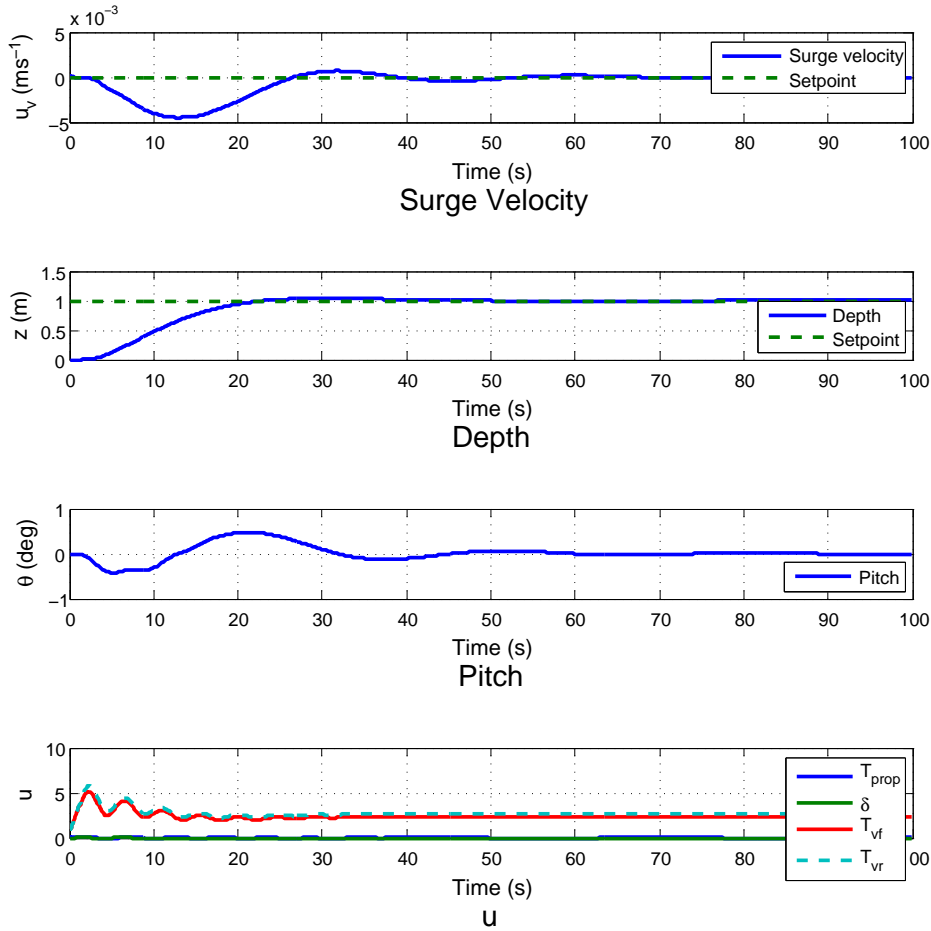 x 10⁻³
5
0
−5
u_v (ms⁻¹)
Surge velocity
Setpoint
0 10 20 30 40 50 60 70 80 90 100
Time (s)
Surge Velocity
1.5
1
0.5
0
z (m)
Depth
Setpoint
0 10 20 30 40 50 60 70 80 90 100
Time (s)
Depth
1
0
−1
θ (deg)
Pitch
0 10 20 30 40 50 60 70 80 90 100
Time (s)
Pitch
10
5
0
u
T_prop
δ
T_vf
T_vr
0 10 20 30 40 50 60 70 80 90 00
Time (s)
u